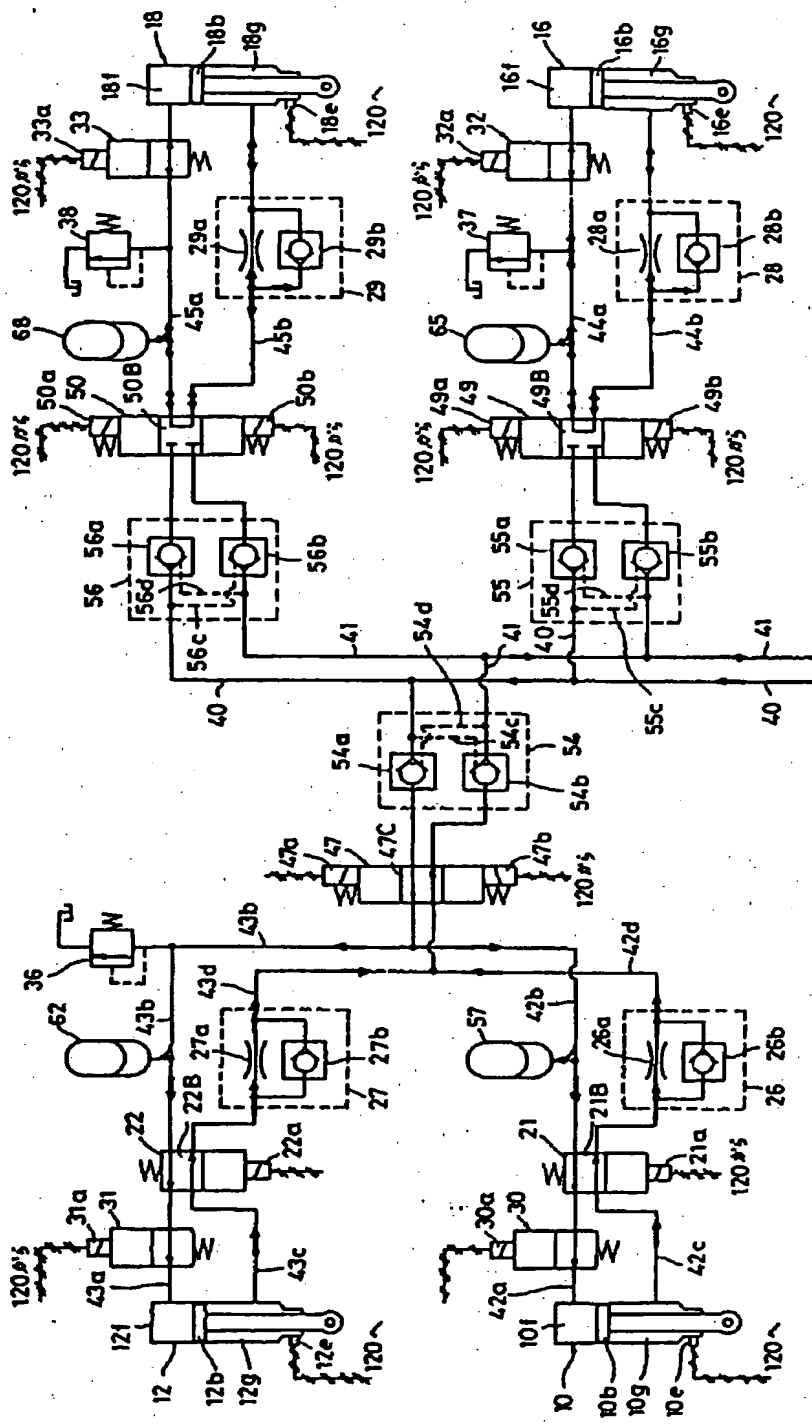 12
12f
12b
12g
12e
120へ
43a
31a
31
120から
43c
22
22B
22a
62
43b
36
43d
27a
27b
27
43b
10
10f
10b
10g
10e
120へ
42a
30a
30
42c
21
21B
21a
120から
57
42b
42d
26a
26b
26
47a
47
47C
47b
120から
54a
54b
54c
54d
54
40
41
41
40
56
56a
56b
56c
56d
50a
50
50B
50b
120から
120から
68
45a
45b
38
29a
29b
29
33a
33
120から
18
18f
18b
18g
18e
120へ
55
55a
55b
55c
55d
40
41
40
49a
49
49B
49b
120から
120から
65
44a
44b
37
28a
28b
28
32a
32
120から
16
16f
16b
16g
16e
120へ